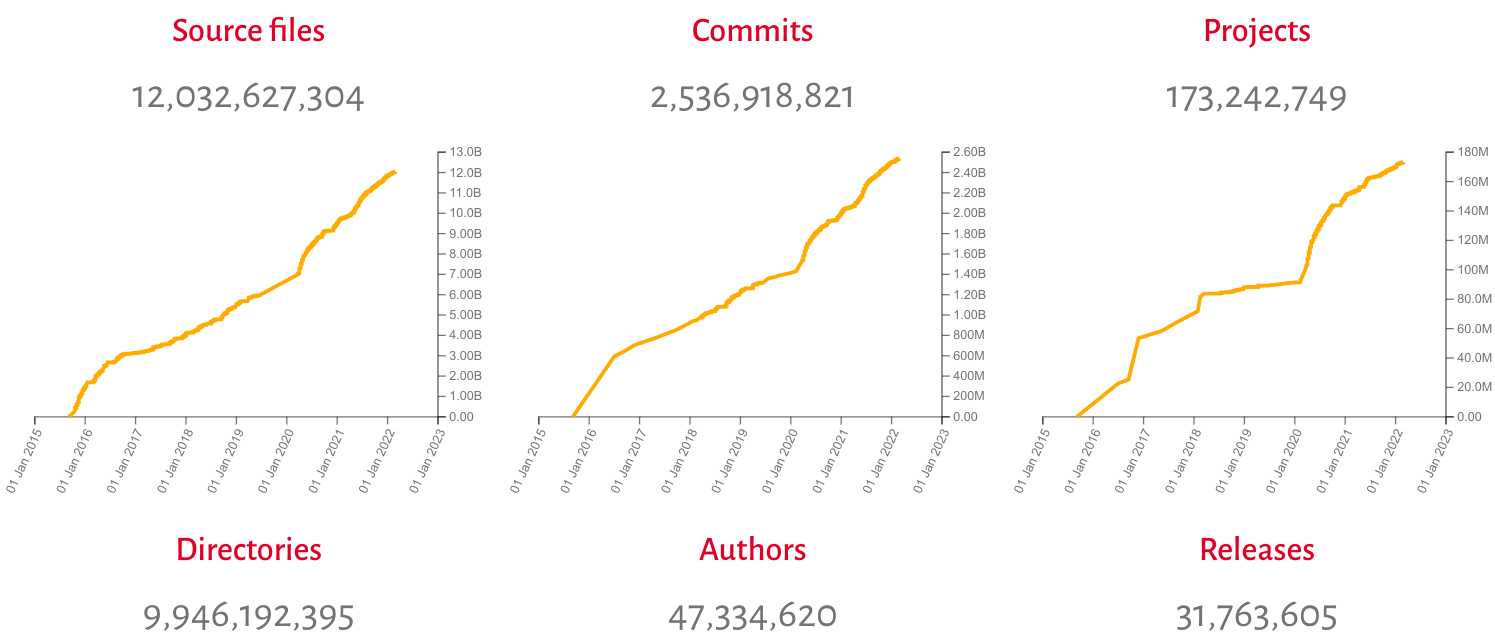 Source files
12,032,627,304
13.0B
12.0B
11.0B
10.0B
9.00B
8.00B
7.00B
6.00B
5.00B
4.00B
3.00B
2.00B
1.00B
0.00
01 Jan 2015
01 Jan 2016
01 Jan 2017
01 Jan 2018
01 Jan 2019
01 Jan 2020
01 Jan 2021
01 Jan 2022
01 Jan 2023
Commits
2,536,918,821
2.60B
2.40B
2.20B
2.00B
1.80B
1.60B
1.40B
1.20B
1.00B
800M
600M
400M
200M
0.00
01 Jan 2015
01 Jan 2016
01 Jan 2017
01 Jan 2018
01 Jan 2019
01 Jan 2020
01 Jan 2021
01 Jan 2022
01 Jan 2023
Projects
173,242,749
180M
160M
140M
120M
100M
80.0M
60.0M
40.0M
20.0M
0.00
01 Jan 2015
01 Jan 2016
01 Jan 2017
01 Jan 2018
01 Jan 2019
01 Jan 2020
01 Jan 2021
01 Jan 2022
01 Jan 2023
Directories
9,946,192,395
Authors
47,334,620
Releases
31,763,605